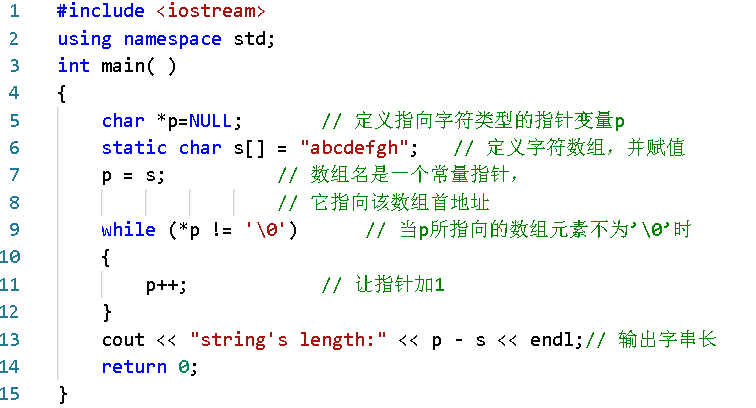 1 #include <iostream>
2 using namespace std;
3 int main( )
4 {
5 char *p=NULL; // 定义指向字符类型的指针变量p
6 static char s[] = "abcdefgh"; // 定义字符数组，并赋值
7 p = s; // 数组名是一个常量指针，
8 // 它指向该数组首地址
9 while (*p != '\0') // 当p所指向的数组元素不为’\0’时
10 {
11 p++; // 让指针加1
12 }
13 cout << "string's length:" << p - s << endl;// 输出字串长
14 return 0;
15 }